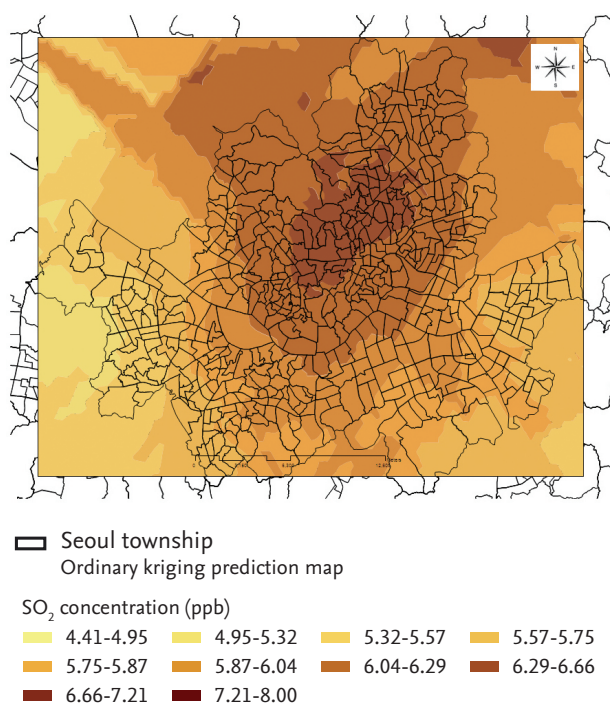 N
W E
S
0
Seoul township
Ordinary kriging prediction map
SO₂ concentration (ppb)
4.41-4.95 4.95-5.32 5.32-5.57 5.57-5.75
5.75-5.87 5.87-6.04 6.04-6.29 6.29-6.66
6.66-7.21 7.21-8.00